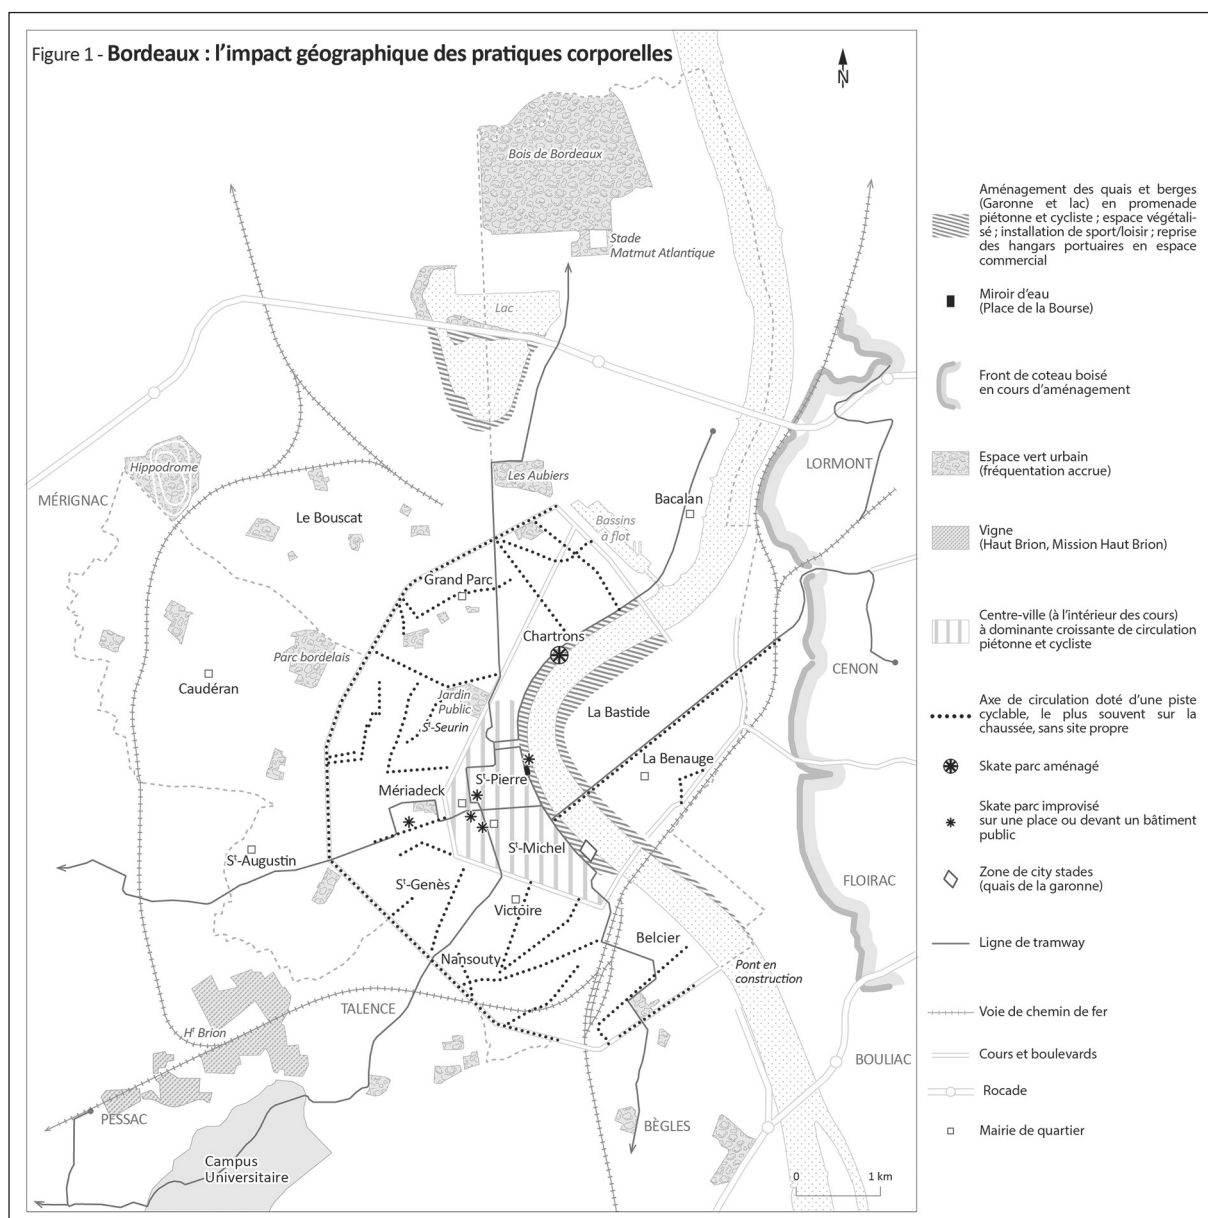 Figure 1 - Bordeaux : l'impact géographique des pratiques corporelles
N
Bois de Bordeaux
Stade
Matmut Atlantique
Lac
Hippodrome
Les Aubiers
LORMONT
MÉRIGNAC
Bacalan
Le Bouscat
Bassins
à flot
Grand Parc
Chartrons
Parc bordelais
CENON
Caudéran
Jardin
Public
La Bastide
St-Seurin
La Benauge
St-Pierre
Mériadeck
St-Michel
St-Augustin
St-Genès
FLOIRAC
Victoire
Belcier
Nansouty
Pont en
construction
TALENCE
Ht Brion
BOULIAC
PESSAC
BÈGLES
Campus
Universitaire
0 1 km
Aménagement des quais et berges
(Garonne et lac) en promenade
piétonne et cycliste ; espace végétali-
sé ; installation de sport/loisir ; reprise
des hangars portuaires en espace
commercial
Miroir d'eau
(Place de la Bourse)
Front de coteau boisé
en cours d'aménagement
Espace vert urbain
(fréquentation accrue)
Vigne
(Haut Brion, Mission Haut Brion)
Centre-ville (à l'intérieur des cours)
à dominante croissante de circulation
piétonne et cycliste
Axe de circulation doté d'une piste
cyclable, le plus souvent sur la
chaussée, sans site propre
Skate parc aménagé
Skate parc improvisé
sur une place ou devant un bâtiment
public
Zone de city stades
(quais de la garonne)
Ligne de tramway
Voie de chemin de fer
Cours et boulevards
Rocade
Mairie de quartier